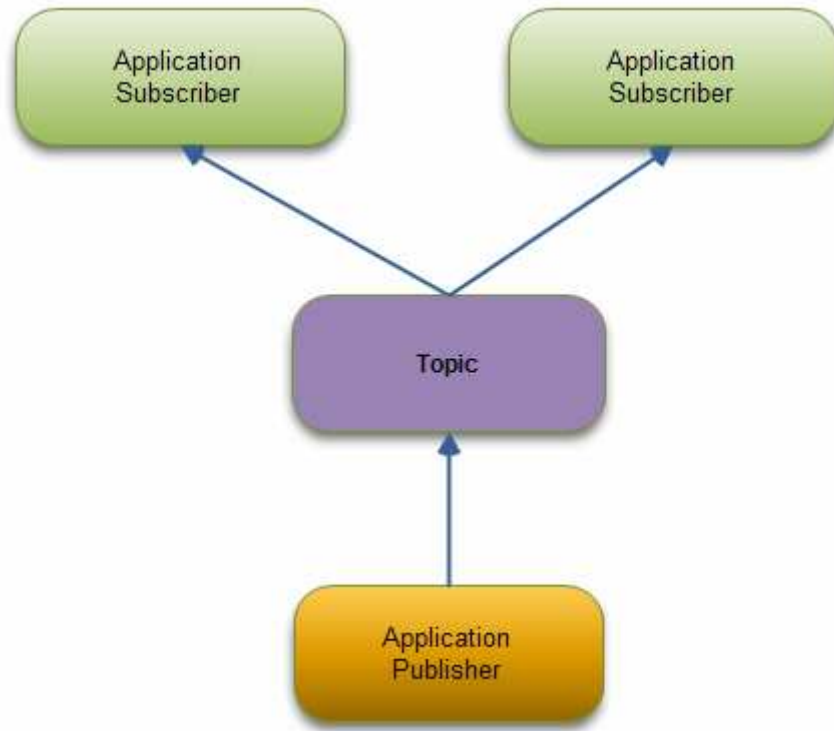 Application
Subscriber
Application
Subscriber
Topic
Application
Publisher